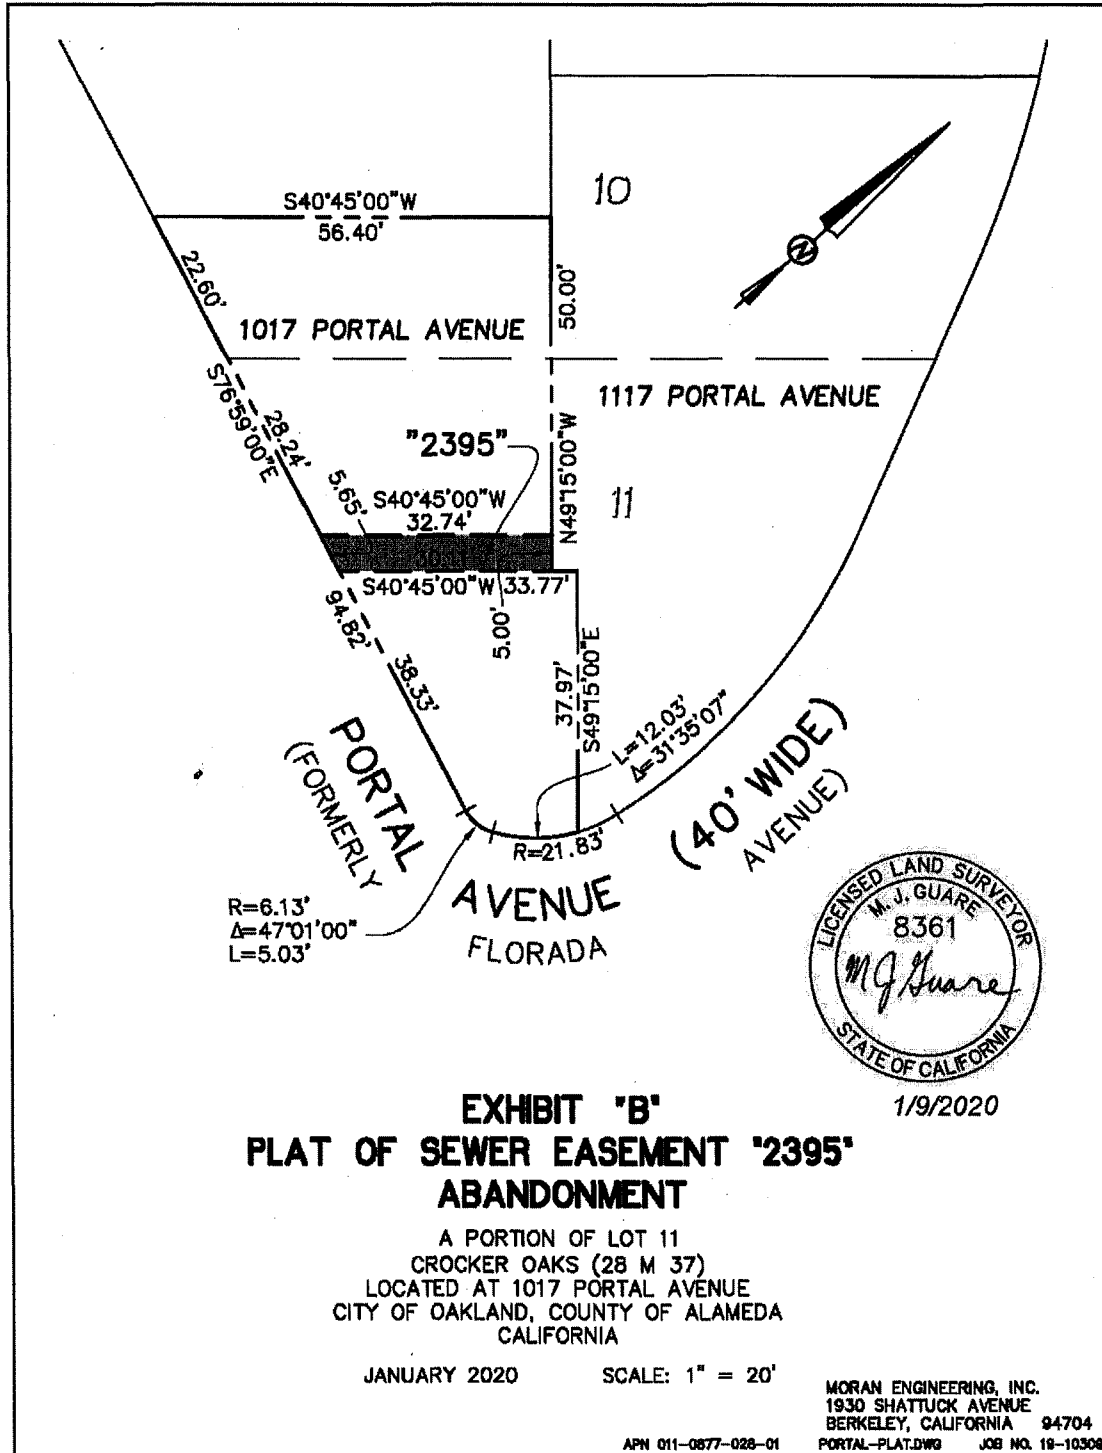 S40°45'00"W
56.40'
10
N
22.60'
50.00'
1017 PORTAL AVENUE
S76°59'00"E
28.24'
1117 PORTAL AVENUE
"2395"
N49°15'00"W
5.65'
S40°45'00"W
32.74'
11
S40°45'00"W 33.77'
5.00'
94.82'
38.33'
37.97'
S49°15'00"E
L=12.03'
Δ=31°35'07"
PORTAL
(FORMERLY
(40' WIDE)
AVENUE)
R=21.83'
AVENUE
FLORADA
R=6.13'
Δ=47°01'00"
L=5.03'
LICENSED LAND SURVEYOR
M. J. GUARE
8361
M J Guare
STATE OF CALIFORNIA
1/9/2020
EXHIBIT "B"
PLAT OF SEWER EASEMENT "2395"
ABANDONMENT
A PORTION OF LOT 11
CROCKER OAKS (28 M 37)
LOCATED AT 1017 PORTAL AVENUE
CITY OF OAKLAND, COUNTY OF ALAMEDA
CALIFORNIA
JANUARY 2020 SCALE: 1" = 20'
MORAN ENGINEERING, INC.
1930 SHATTUCK AVENUE
BERKELEY, CALIFORNIA 94704
APN 011-0877-028-01 PORTAL-PLAT.DWG JOB NO. 19-10309